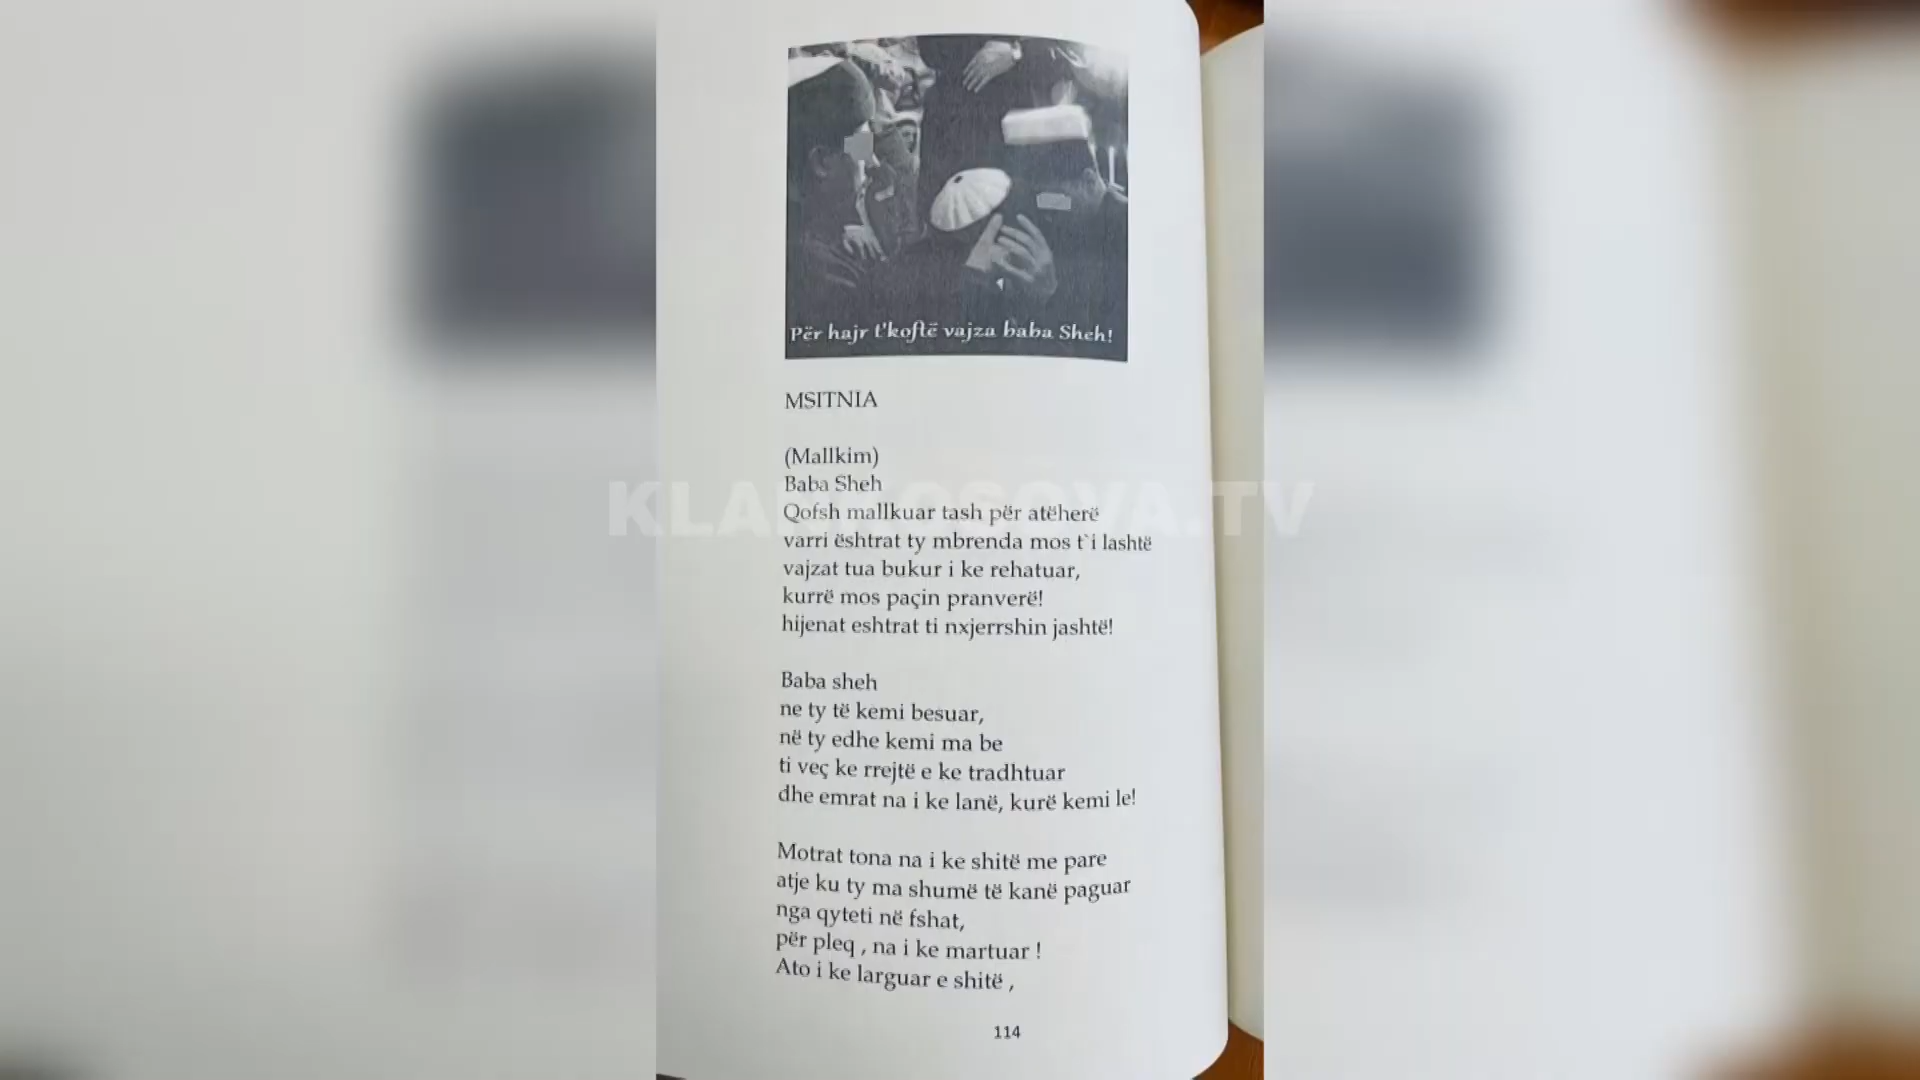 Për hajr t'koftë vajza baba Sheh!
MSITNIA
(Mallkim)
Baba Sheh
KLANKOSOVA.TV
Qofsh mallkuar tash për atëherë
varri ështrat ty mbrenda mos t`i lashtë
vajzat tua bukur i ke rehatuar,
kurrë mos paçin pranverë!
hijenat eshtrat ti nxjerrshin jashtë!
Baba sheh
ne ty të kemi besuar,
në ty edhe kemi ma be
ti veç ke rrejtë e ke tradhtuar
dhe emrat na i ke lanë, kurë kemi le!
Motrat tona na i ke shitë me pare
atje ku ty ma shumë të kanë paguar
nga qyteti në fshat,
për pleq , na i ke martuar !
Ato i ke larguar e shitë ,
114